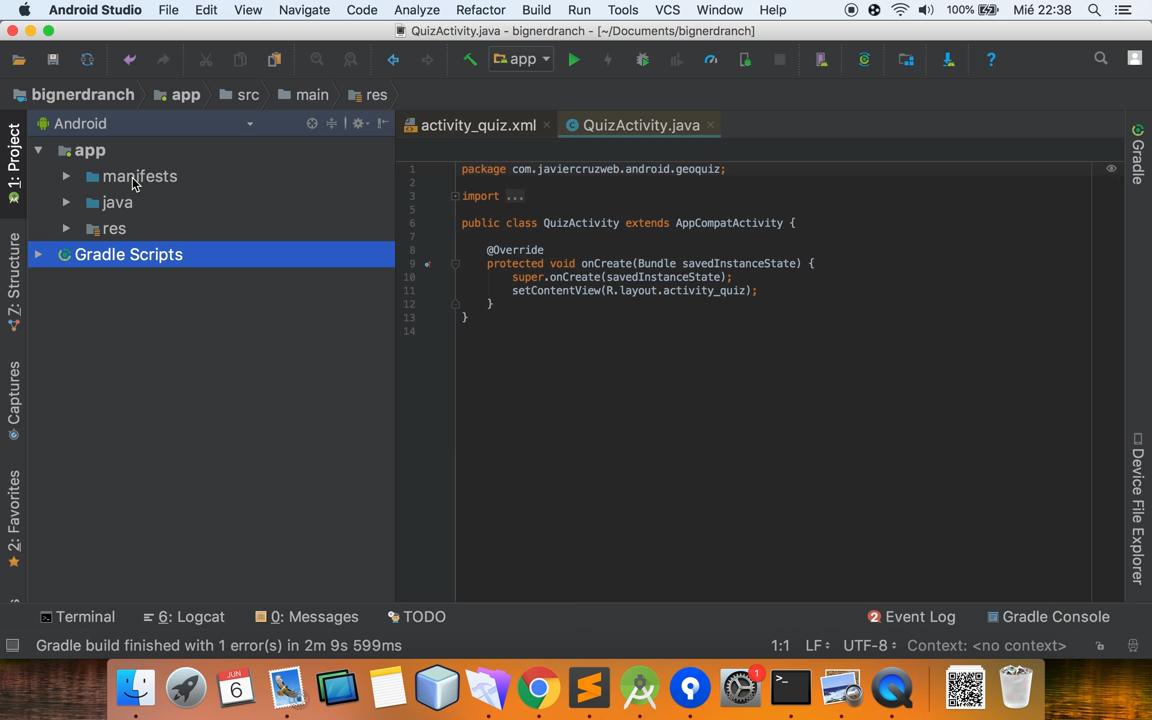 Android Studio File Edit View Navigate Code Analyze Refactor Build Run Tools VCS Window Help 100% Mié 22:38
QuizActivity.java - bignerdranch - [~/Documents/bignerdranch]
app
bignerdranch app src main res
Android
activity_quiz.xml QuizActivity.java
app
manifests
java
res
Gradle Scripts
1: Project
Z: Structure
Captures
2: Favorites
1 package com.javiercruzweb.android.geoquiz;
2
3 import ...
5
6 public class QuizActivity extends AppCompatActivity {
7
8 @Override
9 protected void onCreate(Bundle savedInstanceState) {
10 super.onCreate(savedInstanceState);
11 setContentView(R.layout.activity_quiz);
12 }
13 }
14
Gradle
Device File Explorer
Terminal 6: Logcat 0: Messages TODO 2 Event Log Gradle Console
Gradle build finished with 1 error(s) in 2m 9s 599ms 1:1 LF UTF-8 Context: <no context>
JUN
6
1